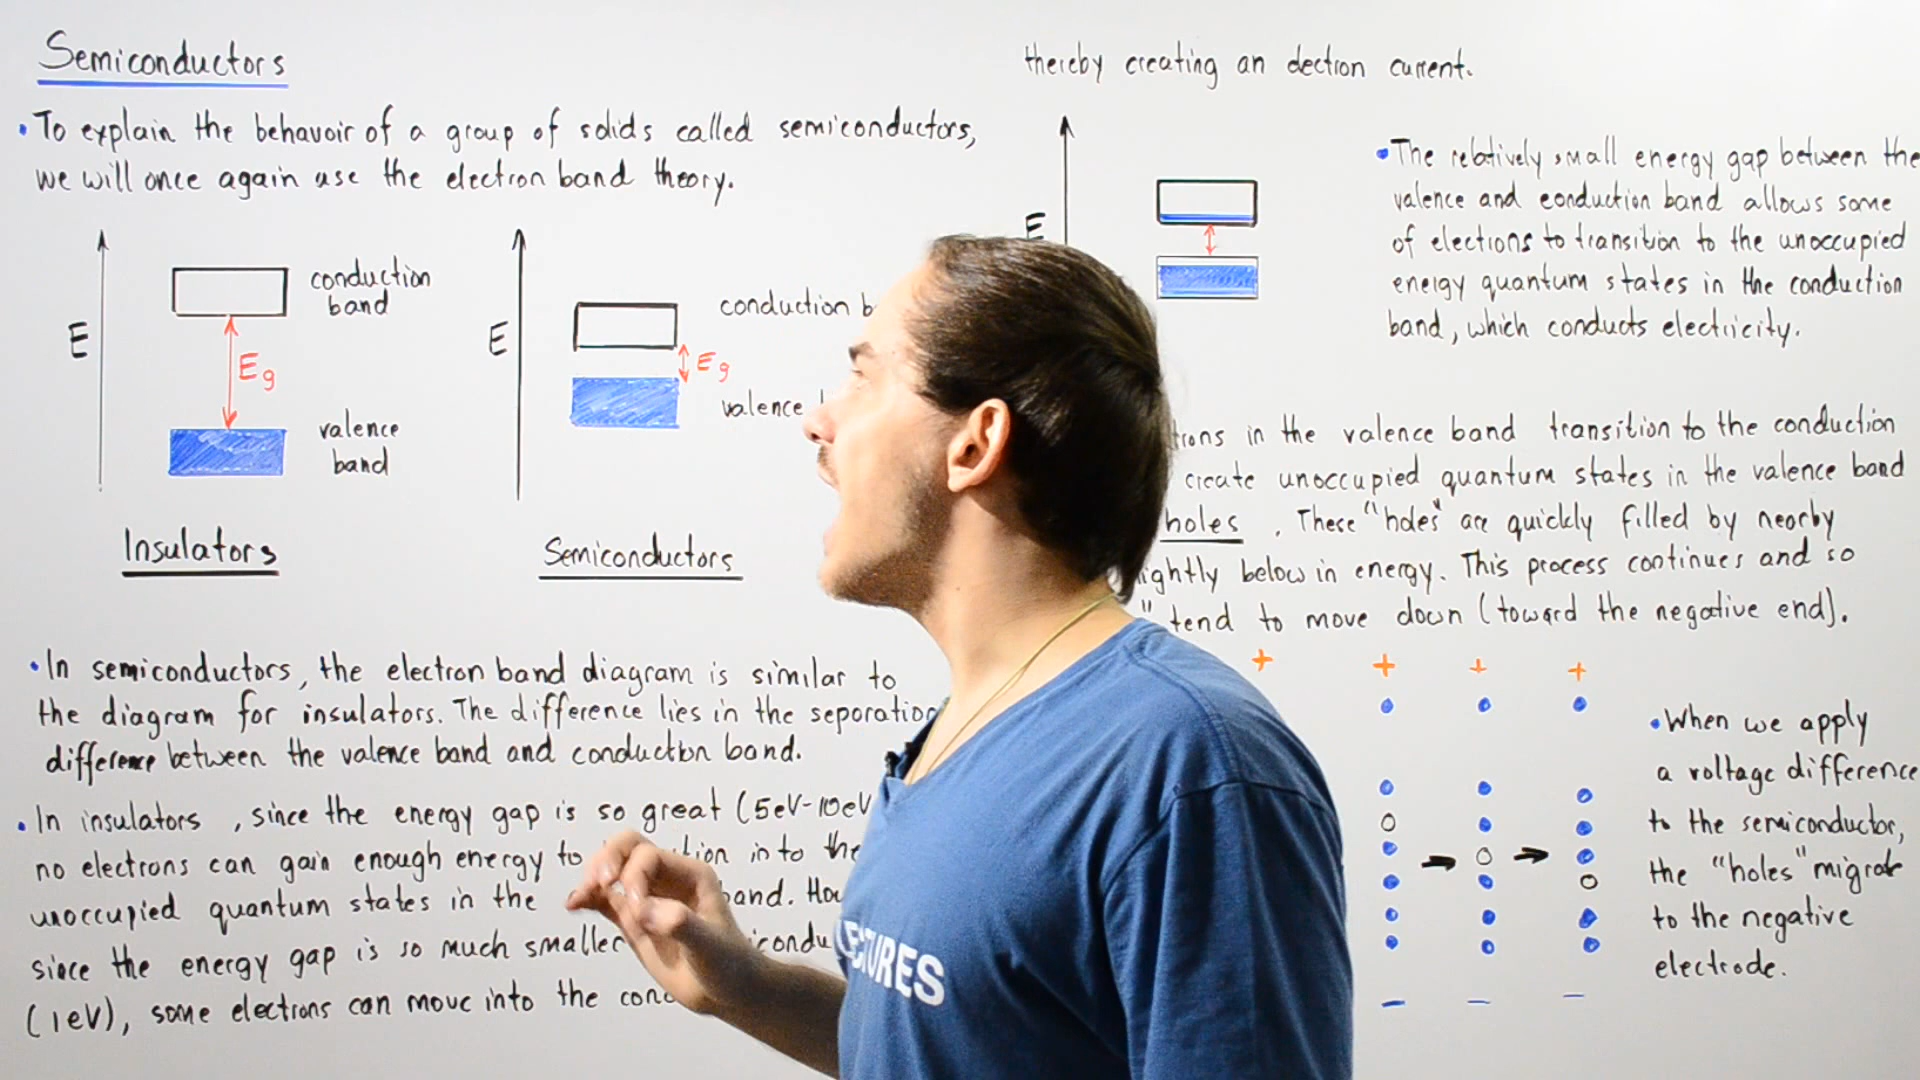 Semiconductors
• To explain the behavoir of a group of solids called semiconductors,
we will once again use the electron band theory.
E
conduction
band
Eg
valence
band
Insulators
E
conduction b
Eg
valence
Semiconductors
• In semiconductors, the electron band diagram is similar to
the diagram for insulators. The difference lies in the seporation
difference between the valence band and conduction band.
• In insulators, since the energy gap is so great (5eV-10eV
no electrons can gain enough energy to into the
unoccupied quantum states in the band.
since the energy gap is so much smaller
(1eV), some electrons can move into the
thereby creating an electron current.
E
• The relatively small energy gap between the
valence and conduction band allows some
of electrons to transition to the unoccupied
energy quantum states in the conduction
band, which conducts electricity.
in the valence band transition to the conduction
create unoccupied quantum states in the valence band
holes. These "holes" are quickly filled by nearby
below in energy. This process continues and so
" tend to move down (toward the negative end).
+ + + +
- - -
• When we apply
a voltage difference
to the semiconductor,
the "holes" migrate
to the negative
electrode.
LECTURES